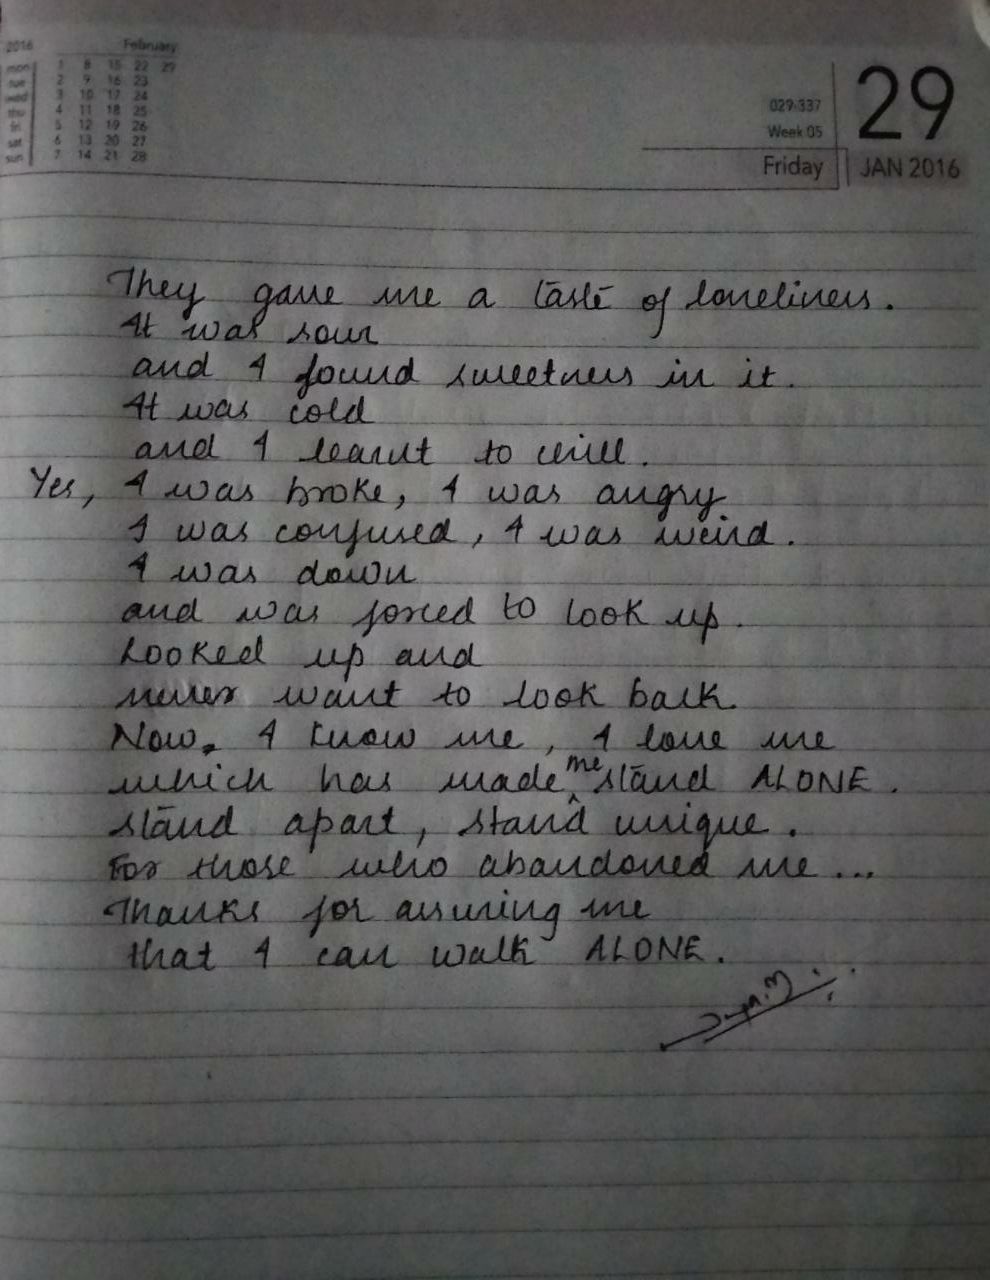 2016 February
mon 1 8 15 22 29
tue 2 9 16 23
wed 3 10 17 24
thu 4 11 18 25
fri 5 12 19 26
sat 6 13 20 27
sun 7 14 21 28
29
029-337
Week 05
Friday JAN 2016
They gave me a taste of loneliness.
It was sour
and I found sweetness in it.
It was cold
and I learnt to chill.
Yes, I was broke, I was angry
I was confused, I was weird.
I was down
and was forced to look up.
Looked up and
never want to look back.
Now, I know me, I love me
which has made me stand ALONE.
stand apart, stand unique.
For those who abandoned me...
Thanks for assuring me
that I can walk ALONE.